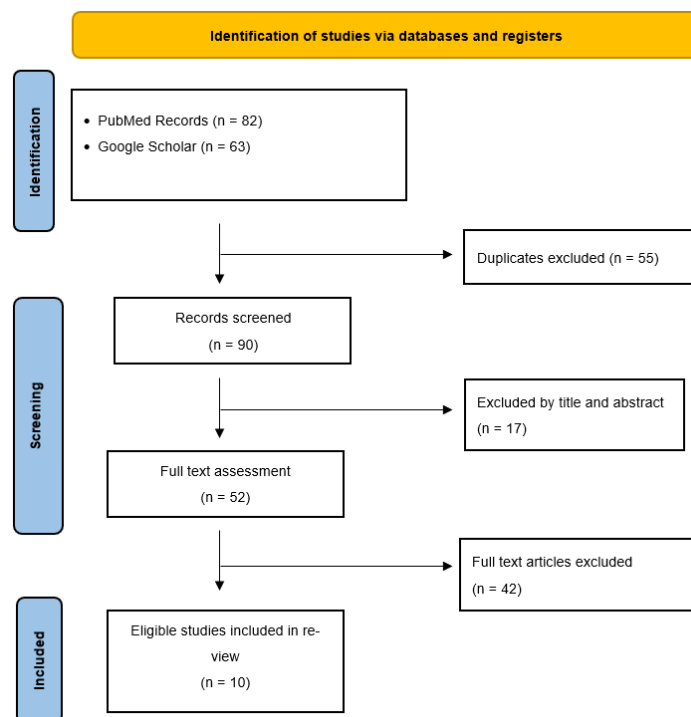 Identification of studies via databases and registers
Identification
• PubMed Records (n = 82)
• Google Scholar (n = 63)
Duplicates excluded (n = 55)
Screening
Records screened
(n = 90)
Excluded by title and abstract
(n = 17)
Full text assessment
(n = 52)
Full text articles excluded
(n = 42)
Included
Eligible studies included in re-
view
(n = 10)